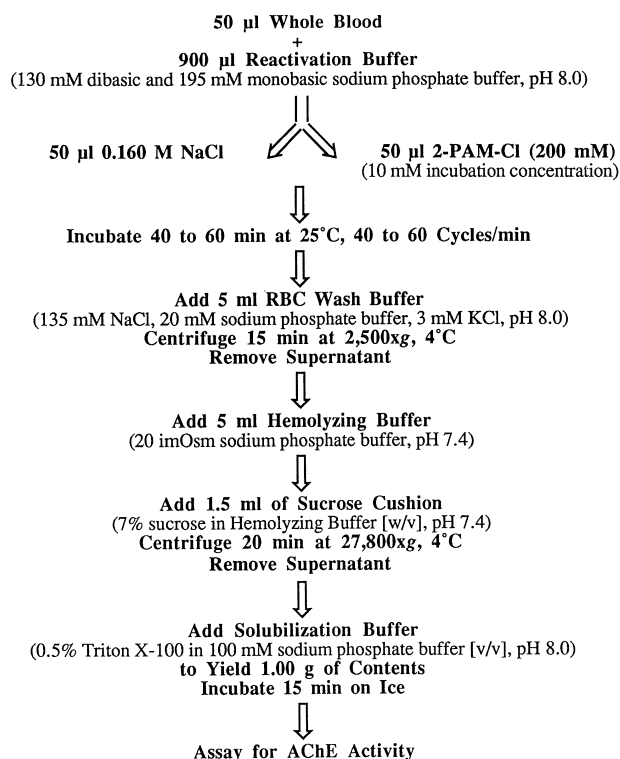 50 µl Whole Blood
+
900 µl Reactivation Buffer
(130 mM dibasic and 195 mM monobasic sodium phosphate buffer, pH 8.0)
50 µl 0.160 M NaCl
50 µl 2-PAM-Cl (200 mM)
(10 mM incubation concentration)
Incubate 40 to 60 min at 25°C, 40 to 60 Cycles/min
Add 5 ml RBC Wash Buffer
(135 mM NaCl, 20 mM sodium phosphate buffer, 3 mM KCl, pH 8.0)
Centrifuge 15 min at 2,500xg, 4°C
Remove Supernatant
Add 5 ml Hemolyzing Buffer
(20 imOsm sodium phosphate buffer, pH 7.4)
Add 1.5 ml of Sucrose Cushion
(7% sucrose in Hemolyzing Buffer [w/v], pH 7.4)
Centrifuge 20 min at 27,800xg, 4°C
Remove Supernatant
Add Solubilization Buffer
(0.5% Triton X-100 in 100 mM sodium phosphate buffer [v/v], pH 8.0)
to Yield 1.00 g of Contents
Incubate 15 min on Ice
Assay for AChE Activity